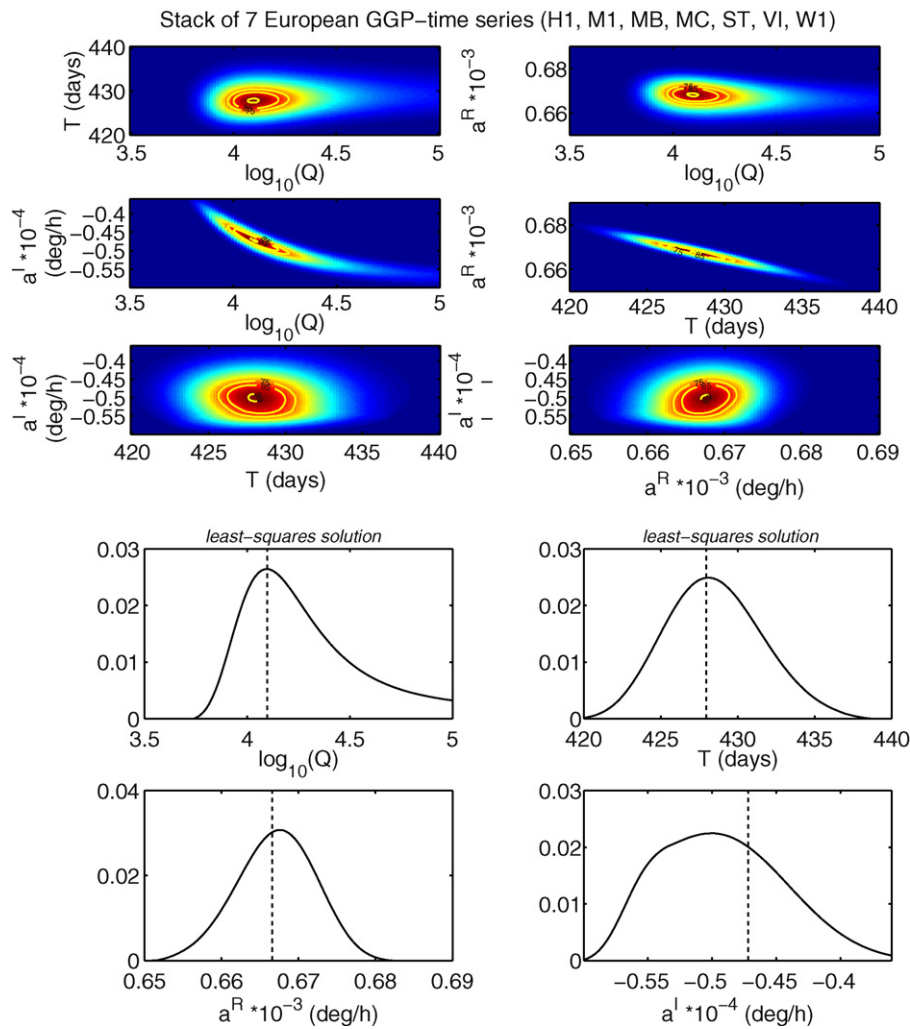 Stack of 7 European GGP−time series (H1, M1, MB, MC, ST, VI, W1)
T (days)
440
430
420
3.5 4 4.5 5
log10(Q)
a^R *10^−3
0.68
0.66
75
3.5 4 4.5 5
log10(Q)
a^I *10^−4
(deg/h)
−0.4
−0.45
−0.5
−0.55
3.5 4 4.5 5
log10(Q)
a^R *10^−3
0.68
0.66
75 65
420 425 430 435 440
T (days)
a^I *10^−4
(deg/h)
−0.4
−0.45
−0.5
−0.55
75
420 425 430 435 440
T (days)
a^I *10^−4
−0.4
−0.45
−0.5
−0.55
0.65 0.66 0.67 0.68 0.69
a^R *10^−3 (deg/h)
least−squares solution
0.03
0.02
0.01
0
3.5 4 4.5 5
log10(Q)
least−squares solution
0.03
0.02
0.01
0
420 425 430 435 440
T (days)
0.04
0.02
0
0.65 0.66 0.67 0.68 0.69
a^R *10^−3 (deg/h)
0.03
0.02
0.01
0
−0.55 −0.5 −0.45 −0.4
a^I *10^−4 (deg/h)